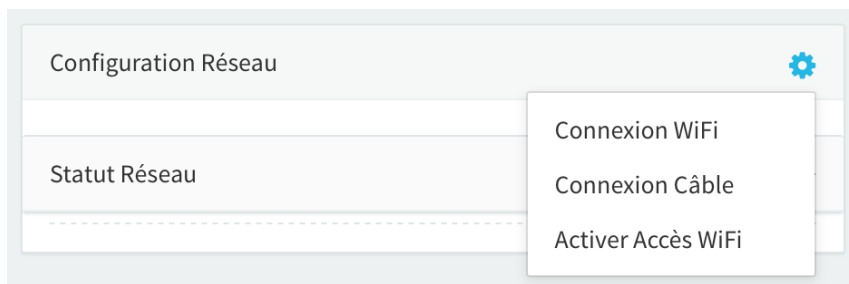 Configuration Réseau
Connexion WiFi
Statut Réseau
Connexion Câble
Activer Accès WiFi